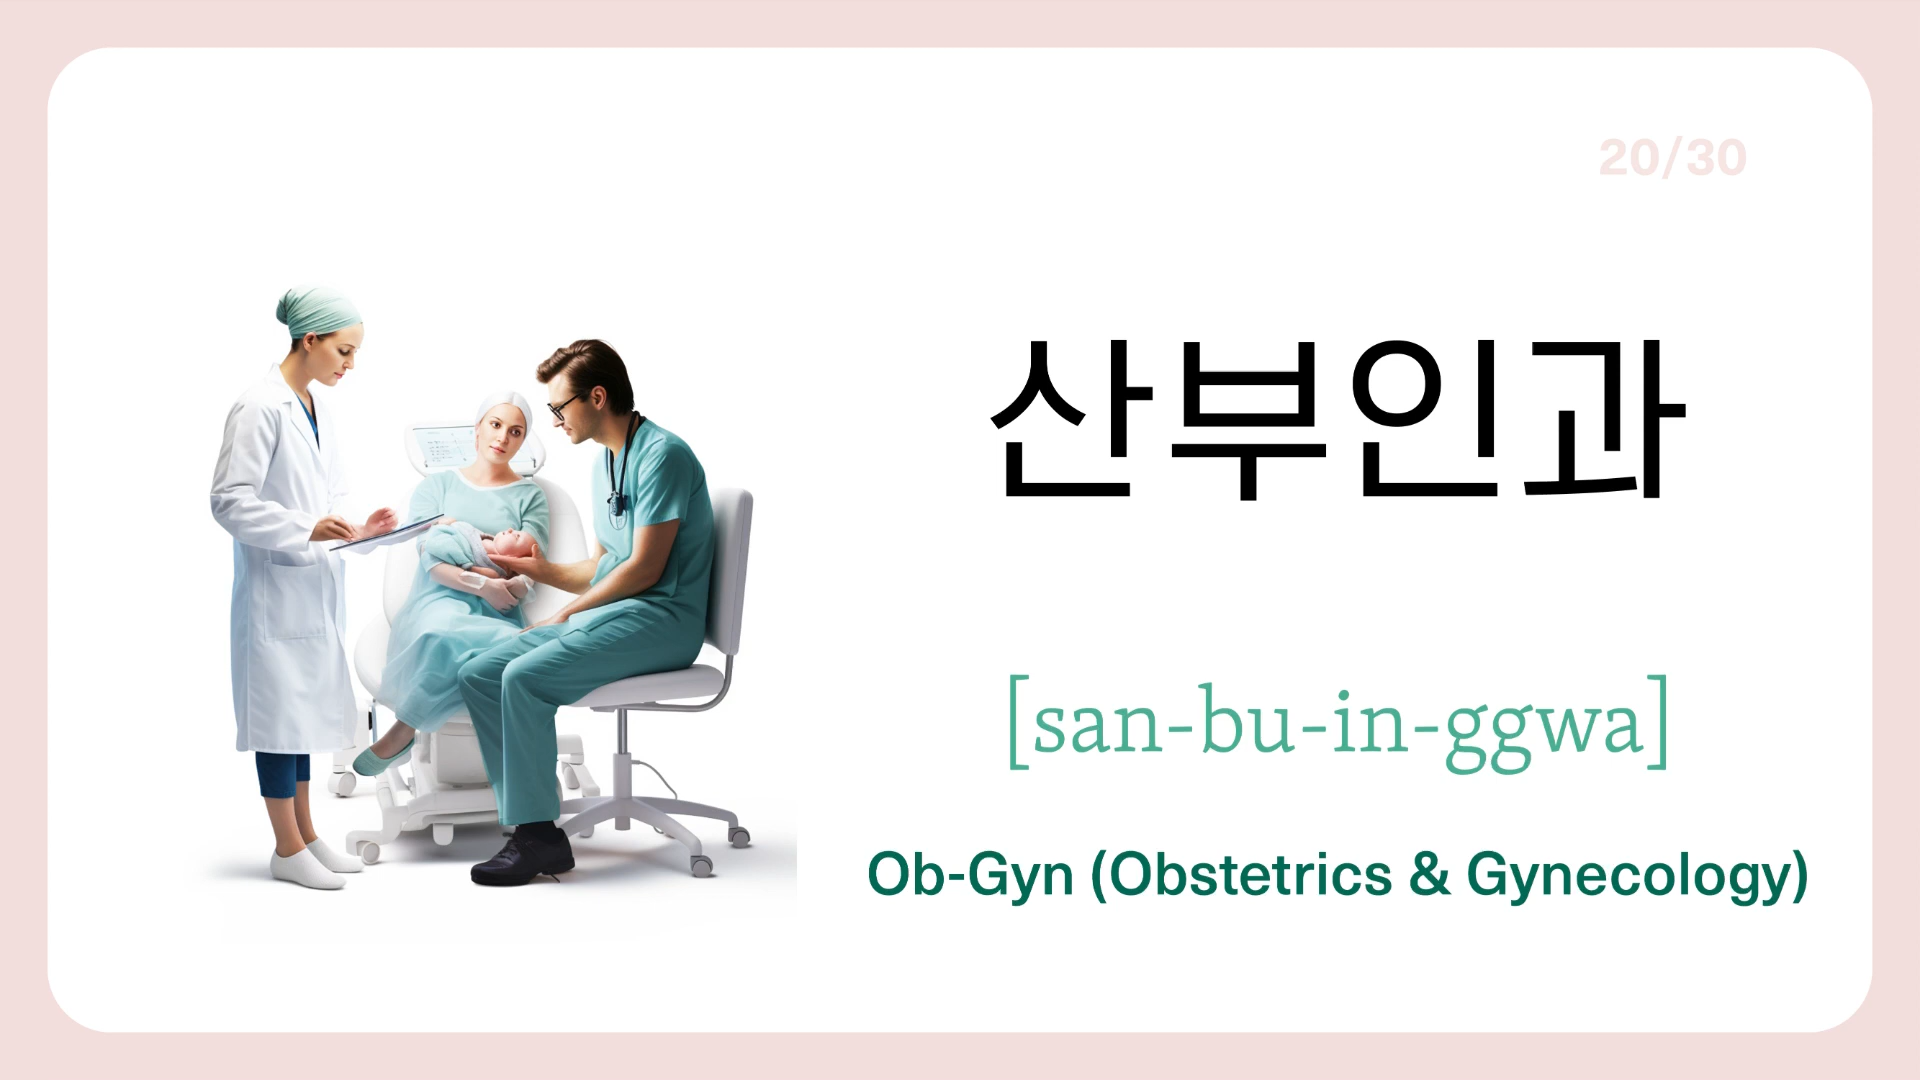 20/30
산부인과
[san-bu-in-ggwa]
Ob-Gyn (Obstetrics & Gynecology)